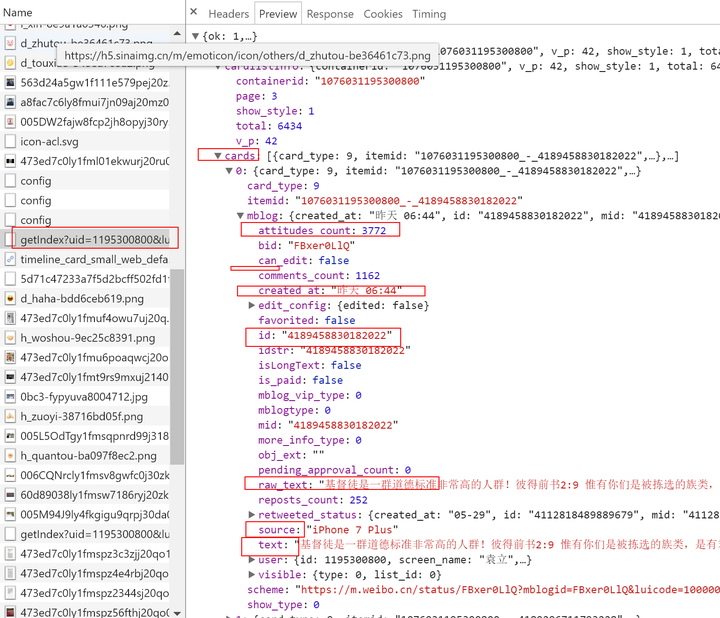 Name
d_zhutou-be36461c73.png
https://h5.sinaimg.cn/m/emoticon/icon/others/d_zhutou-be36461c73.png
563d24a5gw1f111e579pej20z
a8fac7c6ly8fmui7jn09aj20mz0
005DW2fajw8fcp2jh8opyj30ry
icon-acl.svg
473ed7c0ly1fml01ekwurj20ru0
config
config
config
getIndex?uid=1195300800&lu
timeline_card_small_web_defa
5d71c47233a7f5d2bcff502fd1
d_haha-bdd6ceb619.png
473ed7c0ly1fmuf4owu7uj20q
h_woshou-9ec25c8391.png
473ed7c0ly1fmu6poaqwcj20o
473ed7c0ly1fmt9rs9mxuj2140
0bc3-fypyuva8004712.jpg
h_zuoyi-38716bd05f.png
005L5OdTgy1fmsqpnrd99j318
h_quantou-ba097f8ec2.png
006CQNrcly1fmsv8gwfc0j30zk
60d89038ly1fmsw7186ryj20zk
005M94J9ly4fkgigu9qrpj30da0
getIndex?uid=1195300800&lu
473ed7c0ly1fmspz3c3zjj20qo1
473ed7c0ly1fmspz4e4rbj20qo
473ed7c0ly1fmspz2344sj20qo
473ed7c0ly1fmspz56fthj20qo0
Headers Preview Response Cookies Timing
{ok: 1,…}
1076031195300800", v_p: 42, show_style: 1, tota
containerid: "1076031195300800"
page: 3
show_style: 1
total: 6434
v_p: 42
cards: [{card_type: 9, itemid: "1076031195300800_-_4189458830182022",…},…]
0: {card_type: 9, itemid: "1076031195300800_-_4189458830182022",…}
card_type: 9
itemid: "1076031195300800_-_4189458830182022"
mblog: {created_at: "昨天 06:44", id: "4189458830182022", mid: "418945
attitudes_count: 3772
bid: "FBxer0LlQ"
can_edit: false
comments_count: 1162
created_at: "昨天 06:44"
edit_config: {edited: false}
favorited: false
id: "4189458830182022"
idstr: "4189458830182022"
isLongText: false
is_paid: false
mblog_vip_type: 0
mblogtype: 0
mid: "4189458830182022"
more_info_type: 0
obj_ext: ""
pending_approval_count: 0
raw_text: "基督徒是一群道德标准非常高的人群！彼得前书2:9 惟有你们是被拣选的族类，
reposts_count: 252
retweeted_status: {created_at: "05-29", id: "4112818489889679", mid: "41128
source: "iPhone 7 Plus"
text: "基督徒是一群道德标准非常高的人群！彼得前书2:9 惟有你们是被拣选的族类，是有
user: {id: 1195300800, screen_name: "袁立",…}
visible: {type: 0, list_id: 0}
scheme: "https://m.weibo.cn/status/FBxer0LlQ?mblogid=FBxer0LlQ&luicode=100000
show_type: 0